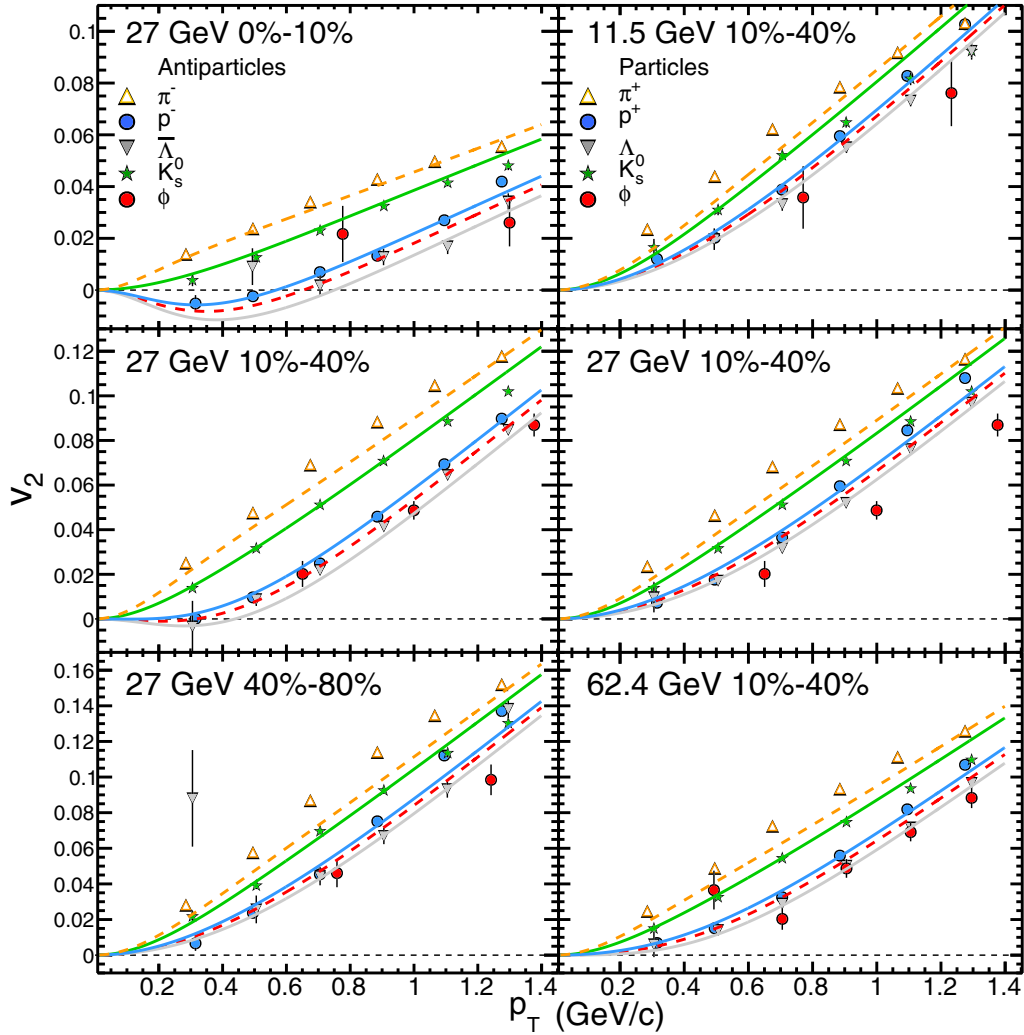 27 GeV 0%-10%
Antiparticles
π⁻
p⁻
Λ̅
K⁰ₛ
ϕ
11.5 GeV 10%-40%
Particles
π⁺
p⁺
Λ
K⁰ₛ
ϕ
0.1
0.08
0.06
0.04
0.02
0
27 GeV 10%-40%
27 GeV 10%-40%
0.12
0.1
0.08
0.06
0.04
0.02
0
v₂
27 GeV 40%-80%
62.4 GeV 10%-40%
0.16
0.14
0.12
0.1
0.08
0.06
0.04
0.02
0
0.2 0.4 0.6 0.8 1 1.2 1.4 0.2 0.4 0.6 0.8 1 1.2 1.4
p_T (GeV/c)